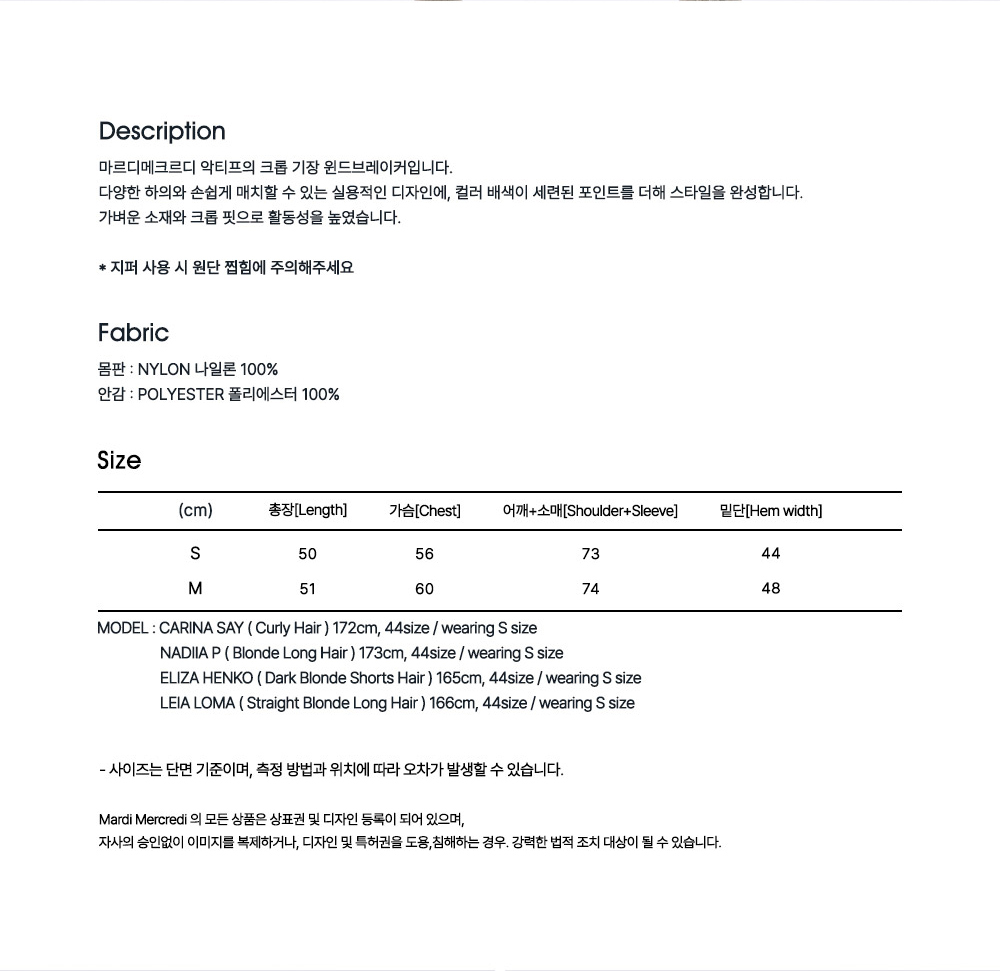 Description
마르디메크르디 악티프의 크롭 기장 윈드브레이커입니다.
다양한 하의와 손쉽게 매치할 수 있는 실용적인 디자인에, 컬러 배색이 세련된 포인트를 더해 스타일을 완성합니다.
가벼운 소재와 크롭 핏으로 활동성을 높였습니다.
* 지퍼 사용 시 원단 찝힘에 주의해주세요
Fabric
몸판 : NYLON 나일론 100%
안감 : POLYESTER 폴리에스터 100%
Size
(cm) 총장[Length] 가슴[Chest] 어깨+소매[Shoulder+Sleeve] 밑단[Hem width]
S 50 56 73 44
M 51 60 74 48
MODEL : CARINA SAY ( Curly Hair ) 172cm, 44size / wearing S size
NADIIA P ( Blonde Long Hair ) 173cm, 44size / wearing S size
ELIZA HENKO ( Dark Blonde Shorts Hair ) 165cm, 44size / wearing S size
LEIA LOMA ( Straight Blonde Long Hair ) 166cm, 44size / wearing S size
- 사이즈는 단면 기준이며, 측정 방법과 위치에 따라 오차가 발생할 수 있습니다.
Mardi Mercredi 의 모든 상품은 상표권 및 디자인 등록이 되어 있으며,
자사의 승인없이 이미지를 복제하거나, 디자인 및 특허권을 도용,침해하는 경우. 강력한 법적 조치 대상이 될 수 있습니다.